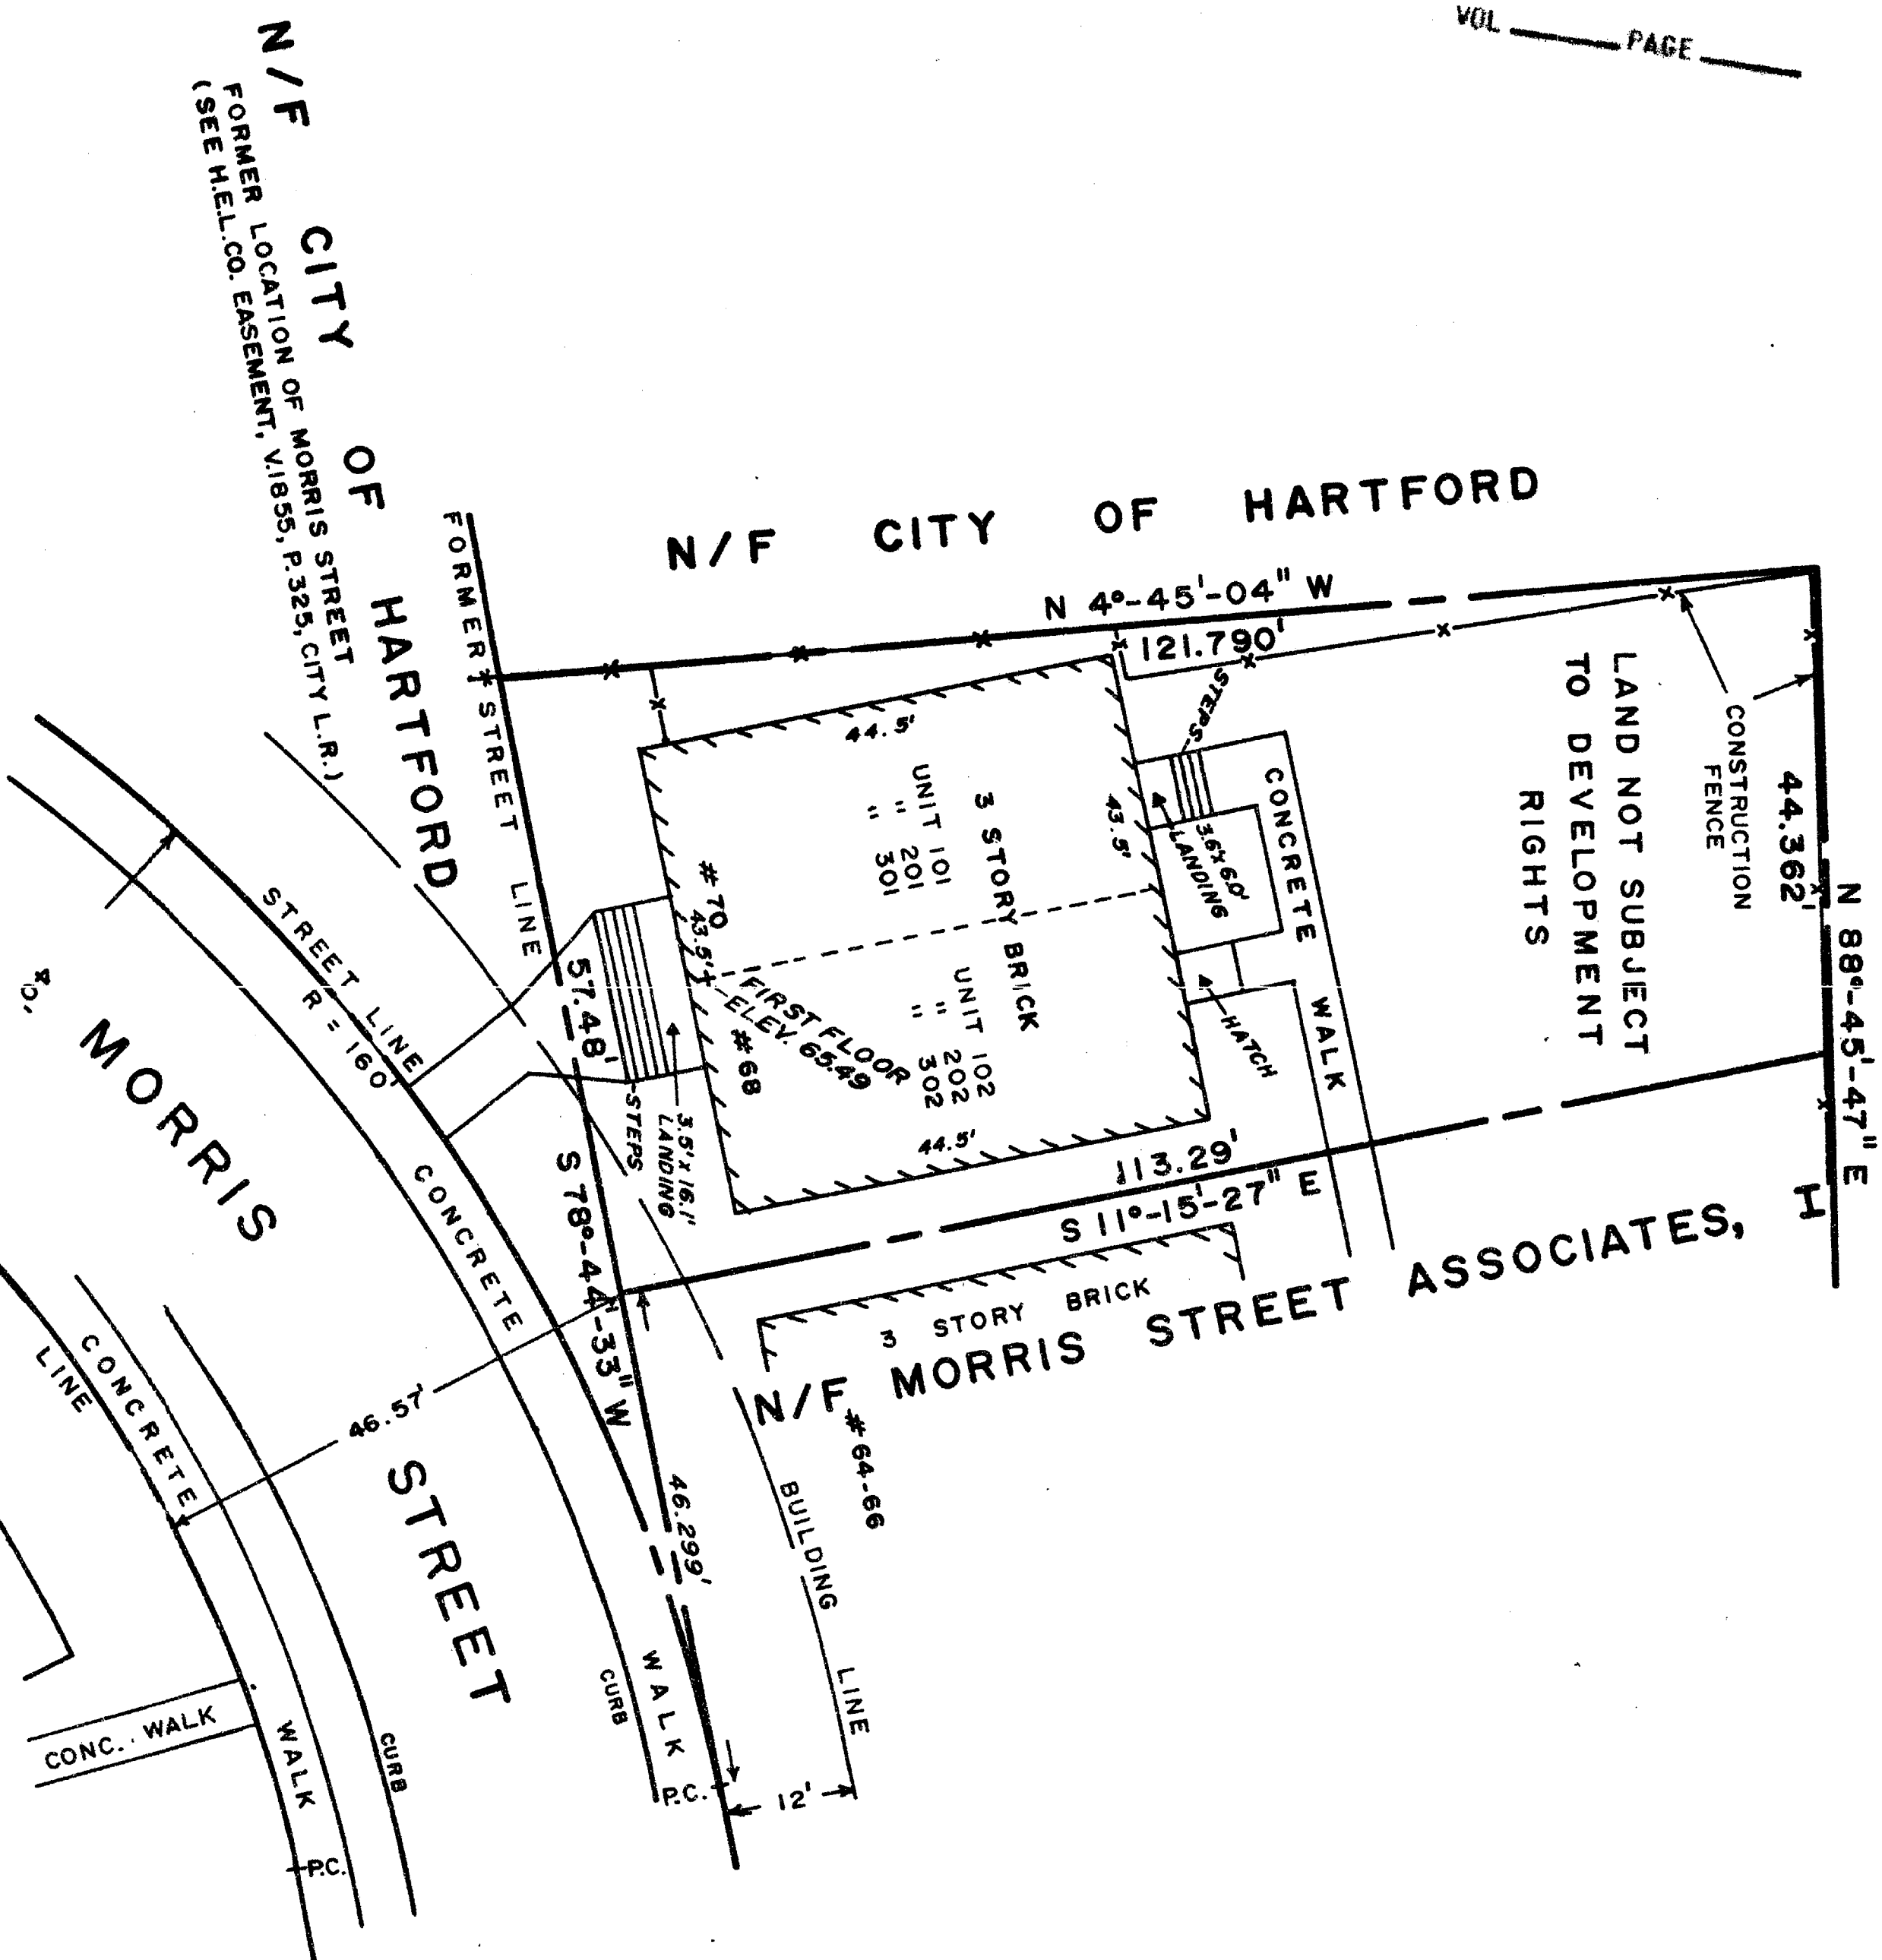 VOL ____ PAGE ____
N/F CITY OF HARTFORD
FORMER LOCATION OF MORRIS STREET
(SEE H.E.L.CO. EASEMENT, V.1855, P.325, CITY L.R.)
N/F CITY OF HARTFORD
N 4°-45'-04" W
121.790'
FORMER STREET LINE
44.362'
N 88°-45'-47" E
CONSTRUCTION
FENCE
LAND NOT SUBJECT
TO DEVELOPMENT
RIGHTS
STEPS
CONCRETE WALK
3.6' X 6.0'
LANDING
HATCH
44.5'
43.5'
3 STORY BRICK
UNIT 101
" 201
" 301
UNIT 102
" 202
" 302
#70
43.5'±
FIRST FLOOR
ELEV. 65.49
#68
44.5'
57.48'
S 78°-44'-33" W
STEPS
3.5' X 16.1'
LANDING
113.29'
S 11°-15'-27" E
3 STORY BRICK
N/F MORRIS STREET ASSOCIATES, I
#64-66
STREET LINE
R = 160'
CONCRETE WALK
CURB
46.57'
46.299'
BUILDING LINE
P.C.
12'
MORRIS STREET
LINE
CONCRETE WALK
CURB
CONC. WALK
P.C.